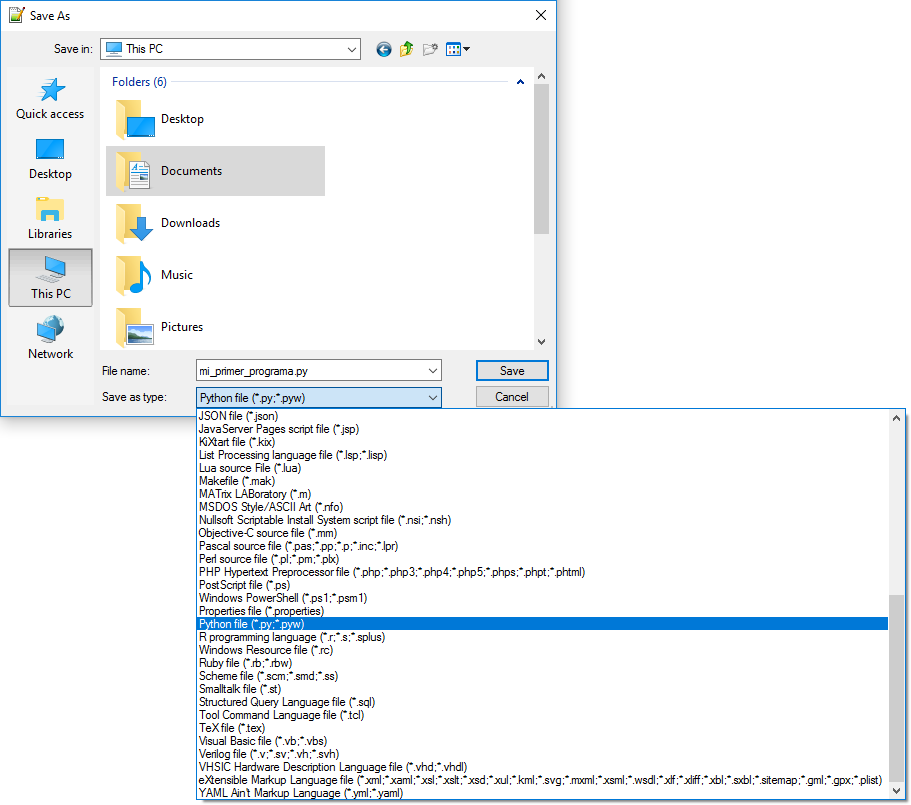 Save As
Save in:
This PC
Quick access
Desktop
Libraries
This PC
Network
Folders (6)
Desktop
Documents
Downloads
Music
Pictures
File name:
mi_primer_programa.py
Save
Save as type:
Python file (*.py;*.pyw)
Cancel
JSON file (*.json)
JavaServer Pages script file (*.jsp)
KiXtart file (*.kix)
List Processing language file (*.lsp;*.lisp)
Lua source File (*.lua)
Makefile (*.mak)
MATrix LABoratory (*.m)
MSDOS Style/ASCII Art (*.nfo)
Nullsoft Scriptable Install System script file (*.nsi;*.nsh)
Objective-C source file (*.mm)
Pascal source file (*.pas;*.pp;*.p;*.inc;*.lpr)
Perl source file (*.pl;*.pm;*.plx)
PHP Hypertext Preprocessor file (*.php;*.php3;*.php4;*.php5;*.phps;*.phpt;*.phtml)
PostScript file (*.ps)
Windows PowerShell (*.ps1;*.psm1)
Properties file (*.properties)
Python file (*.py;*.pyw)
R programming language (*.r;*.s;*.splus)
Windows Resource file (*.rc)
Ruby file (*.rb;*.rbw)
Scheme file (*.scm;*.smd;*.ss)
Smalltalk file (*.st)
Structured Query Language file (*.sql)
Tool Command Language file (*.tcl)
TeX file (*.tex)
Visual Basic file (*.vb;*.vbs)
Verilog file (*.v;*.sv;*.vh;*.svh)
VHSIC Hardware Description Language file (*.vhd;*.vhdl)
eXtensible Markup Language file (*.xml;*.xaml;*.xsl;*.xslt;*.xsd;*.xul;*.kml;*.svg;*.mxml;*.xsml;*.wsdl;*.xlf;*.xliff;*.xbl;*.sxbl;*.sitemap;*.gml;*.gpx;*.plist)
YAML Ain't Markup Language (*.yml;*.yaml)